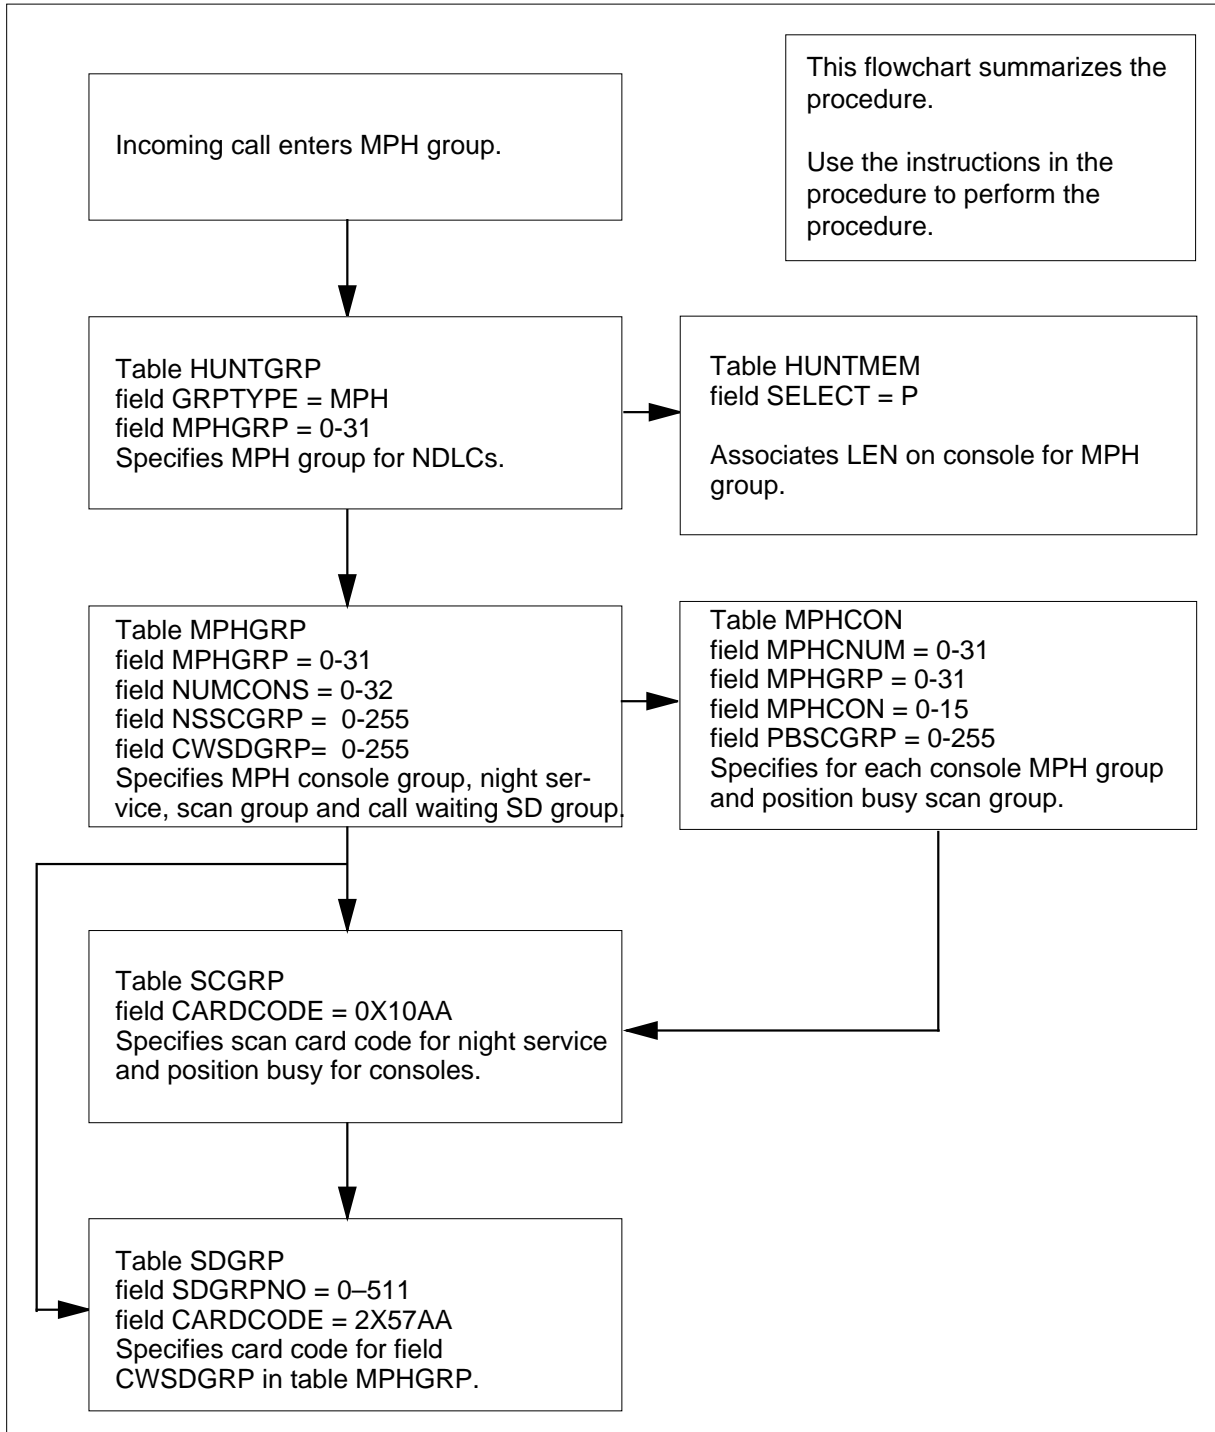 This flowchart summarizes the
procedure.
Use the instructions in the
procedure to perform the
procedure.
Incoming call enters MPH group.
Table HUNTGRP
field GRPTYPE = MPH
field MPHGRP = 0-31
Specifies MPH group for NDLCs.
Table HUNTMEM
field SELECT = P
Associates LEN on console for MPH
group.
Table MPHGRP
field MPHGRP = 0-31
field NUMCONS = 0-32
field NSSCGRP =  0-255
field CWSDGRP=  0-255
Specifies MPH console group, night ser-
vice, scan group and call waiting SD group.
Table MPHCON
field MPHCNUM = 0-31
field MPHGRP = 0-31
field MPHCON = 0-15
field PBSCGRP = 0-255
Specifies for each console MPH group
and position busy scan group.
Table SCGRP
field CARDCODE = 0X10AA
Specifies scan card code for night service
and position busy for consoles.
Table SDGRP
field SDGRPNO = 0–511
field CARDCODE = 2X57AA
Specifies card code for field
CWSDGRP in table MPHGRP.